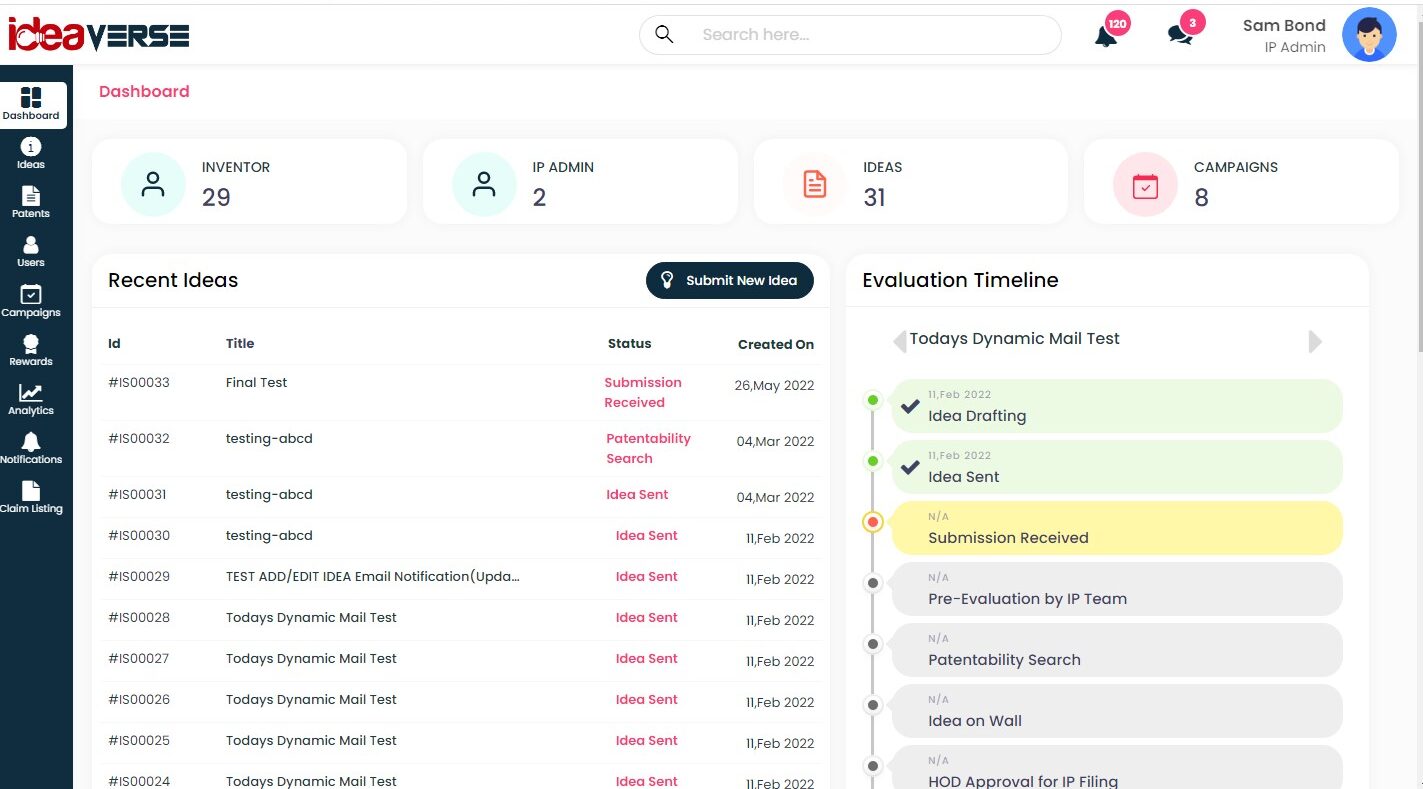 ideaVERSE
Search here...
120
3
Sam Bond
IP Admin
Dashboard
Ideas
Patents
Users
Campaigns
Rewards
Analytics
Notifications
Claim Listing
Dashboard
INVENTOR
29
IP ADMIN
2
IDEAS
31
CAMPAIGNS
8
Recent Ideas
Submit New Idea
Id Title Status Created On
#IS00033 Final Test Submission Received 26,May 2022
#IS00032 testing-abcd Patentability Search 04,Mar 2022
#IS00031 testing-abcd Idea Sent 04,Mar 2022
#IS00030 testing-abcd Idea Sent 11,Feb 2022
#IS00029 TEST ADD/EDIT IDEA Email Notification(Upda... Idea Sent 11,Feb 2022
#IS00028 Todays Dynamic Mail Test Idea Sent 11,Feb 2022
#IS00027 Todays Dynamic Mail Test Idea Sent 11,Feb 2022
#IS00026 Todays Dynamic Mail Test Idea Sent 11,Feb 2022
#IS00025 Todays Dynamic Mail Test Idea Sent 11,Feb 2022
#IS00024 Todays Dynamic Mail Test Idea Sent 11,Feb 2022
Evaluation Timeline
Todays Dynamic Mail Test
11,Feb 2022
Idea Drafting
11,Feb 2022
Idea Sent
N/A
Submission Received
N/A
Pre-Evaluation by IP Team
N/A
Patentability Search
N/A
Idea on Wall
N/A
HOD Approval for IP Filing